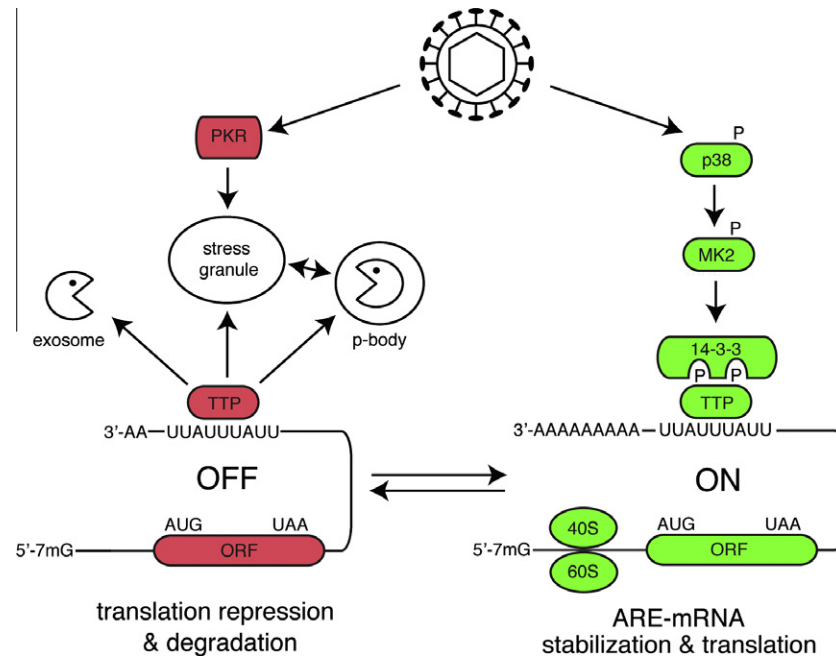 PKR
P
p38
stress
granule
P
MK2
exosome
p-body
14-3-3
P P
TTP
TTP
3'-AA UUAUUUAUU
3'-AAAAAAAAA UUAUUUAUU
OFF
ON
AUG UAA
40S
AUG UAA
5'-7mG
ORF
5'-7mG
ORF
60S
translation repression
& degradation
ARE-mRNA
stabilization & translation